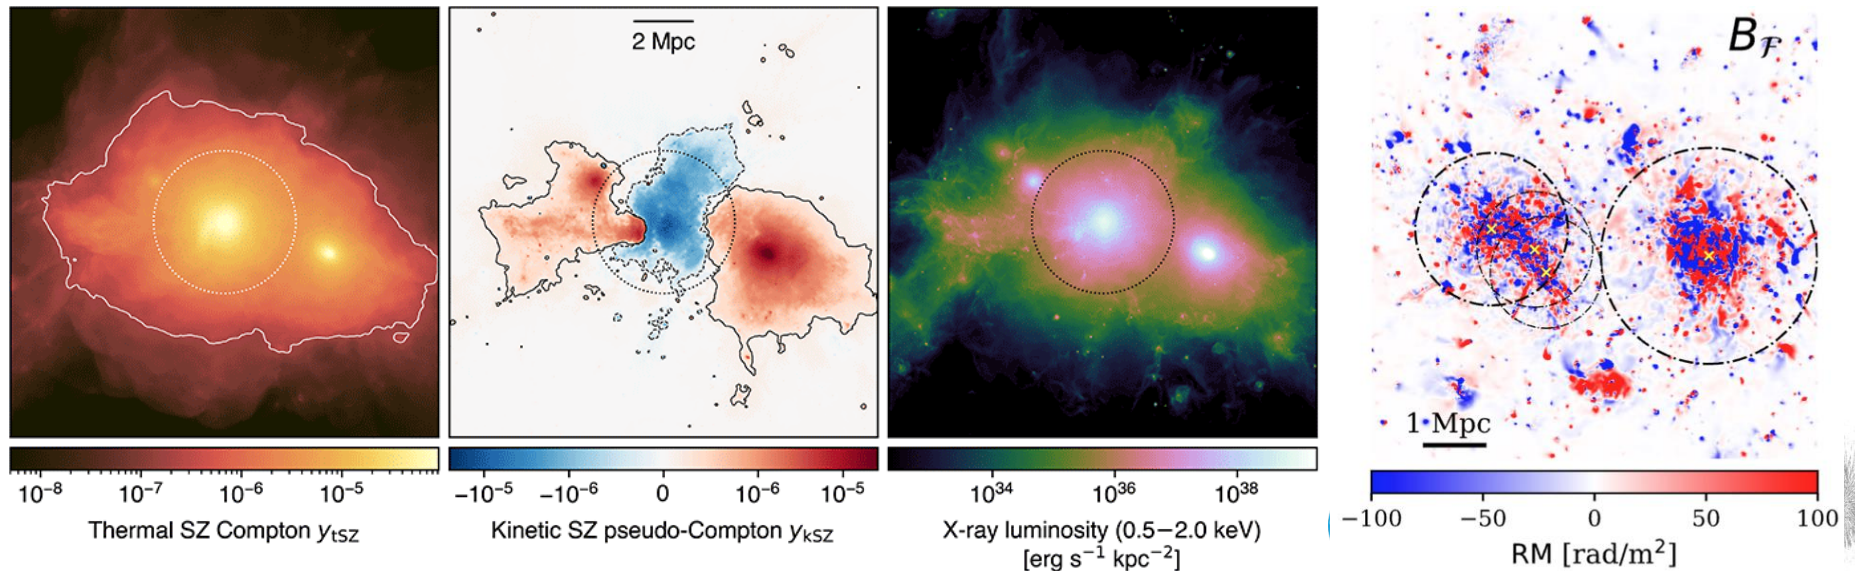 2 Mpc
B_ℱ
1 Mpc
10⁻⁸ 10⁻⁷ 10⁻⁶ 10⁻⁵
Thermal SZ Compton y_tSZ
−10⁻⁵ −10⁻⁶ 0 10⁻⁶ 10⁻⁵
Kinetic SZ pseudo-Compton y_kSZ
10³⁴ 10³⁶ 10³⁸
X-ray luminosity (0.5−2.0 keV)
[erg s⁻¹ kpc⁻²]
−100 −50 0 50 100
RM [rad/m²]